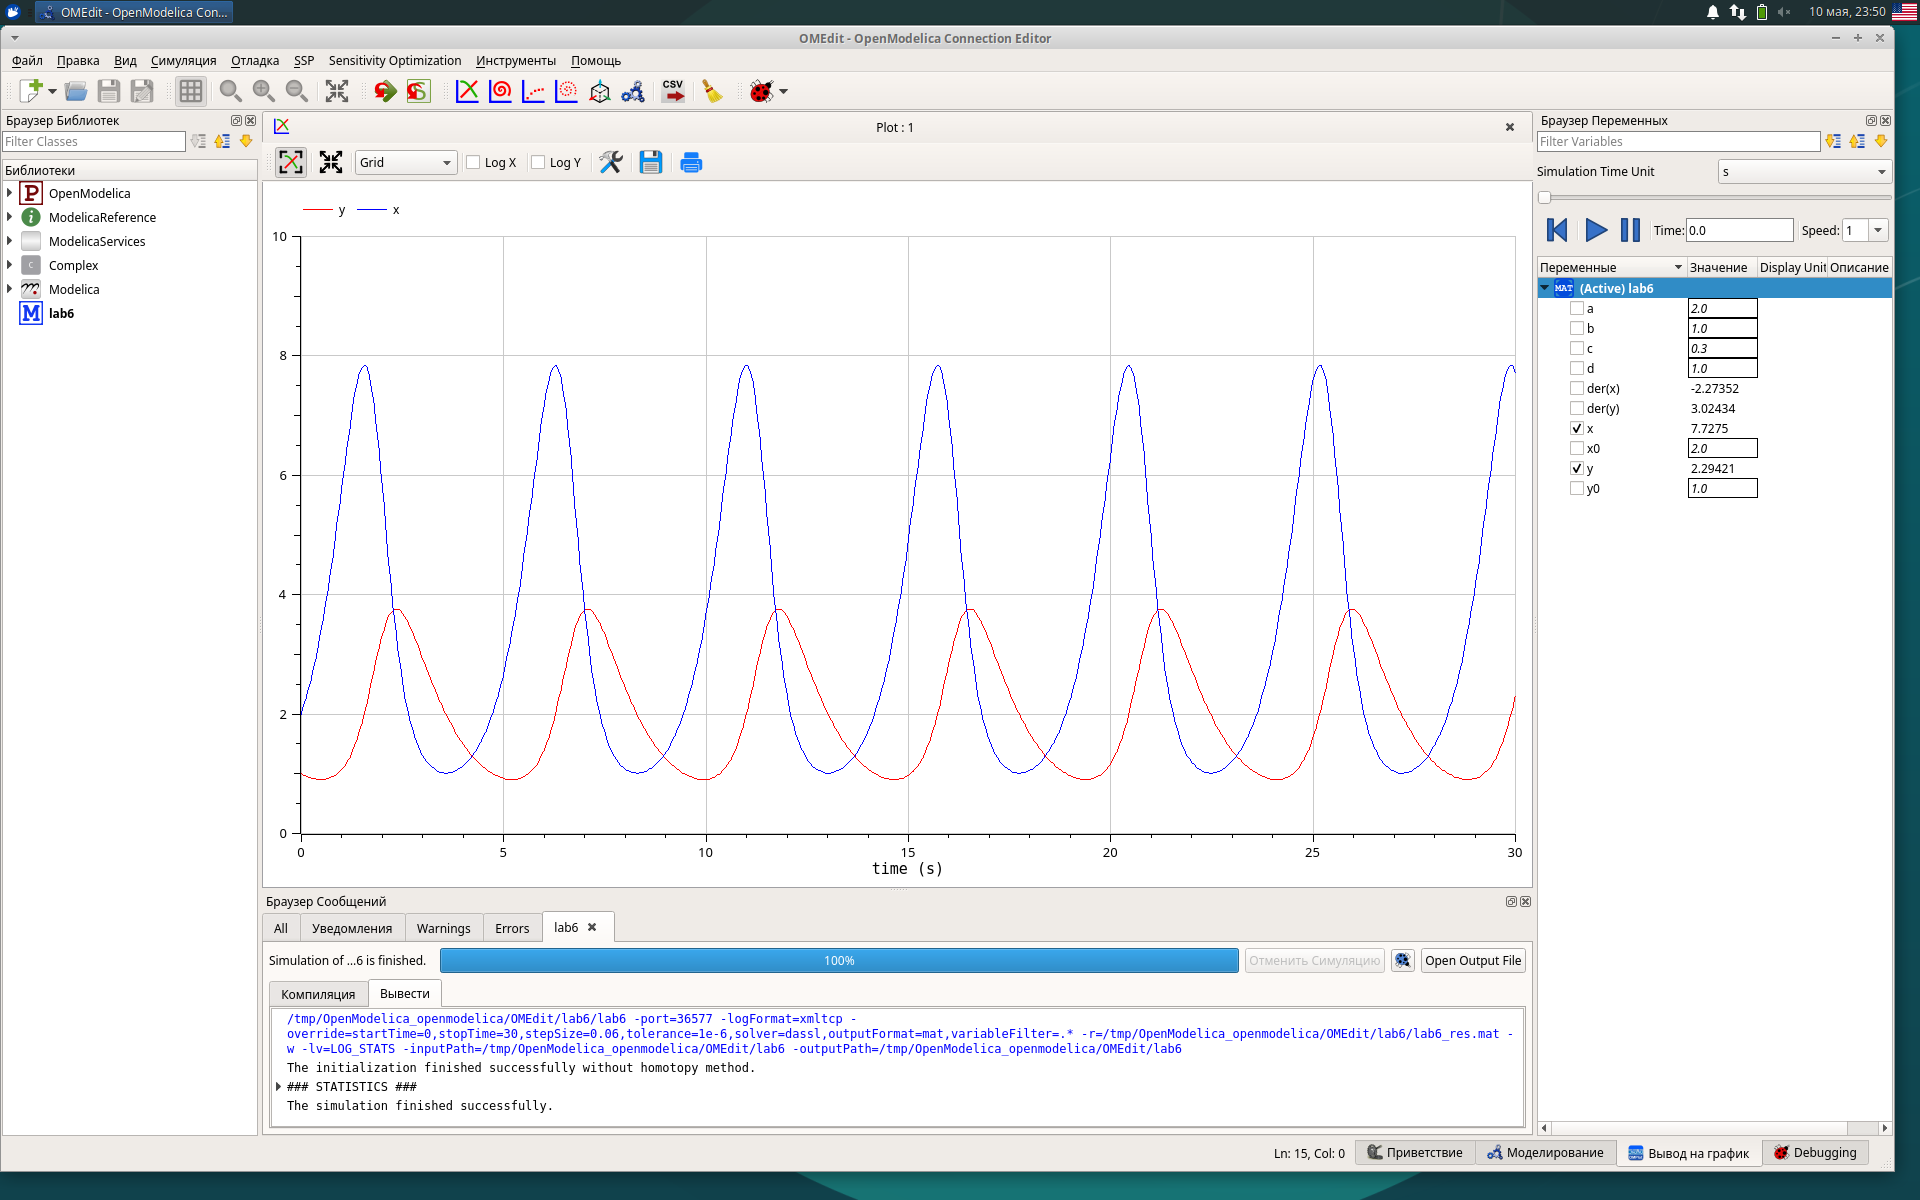 OMEdit - OpenModelica Con...
10 мая, 23:50
OMEdit - OpenModelica Connection Editor
Файл Правка Вид Симуляция Отладка SSP Sensitivity Optimization Инструменты Помощь
CSV
Браузер Библиотек
Filter Classes
Библиотеки
P OpenModelica
i ModelicaReference
ModelicaServices
C Complex
Modelica
M lab6
Plot : 1
Grid Log X Log Y
y x
10
8
6
4
2
0
0 5 10 15 20 25 30
time (s)
Браузер Сообщений
All Уведомления Warnings Errors lab6
Simulation of ...6 is finished. 100% Отменить Симуляцию Open Output File
Компиляция Вывести
/tmp/OpenModelica_openmodelica/OMEdit/lab6/lab6 -port=36577 -logFormat=xmltcp -
override=startTime=0,stopTime=30,stepSize=0.06,tolerance=1e-6,solver=dassl,outputFormat=mat,variableFilter=.* -r=/tmp/OpenModelica_openmodelica/OMEdit/lab6/lab6_res.mat -
w -lv=LOG_STATS -inputPath=/tmp/OpenModelica_openmodelica/OMEdit/lab6 -outputPath=/tmp/OpenModelica_openmodelica/OMEdit/lab6
The initialization finished successfully without homotopy method.
### STATISTICS ###
The simulation finished successfully.
Браузер Переменных
Filter Variables
Simulation Time Unit s
Time: 0.0 Speed: 1
Переменные Значение Display Unit Описание
MAT (Active) lab6
a 2.0
b 1.0
c 0.3
d 1.0
der(x) -2.27352
der(y) 3.02434
x 7.7275
x0 2.0
y 2.29421
y0 1.0
Ln: 15, Col: 0 Приветствие Моделирование Вывод на график Debugging